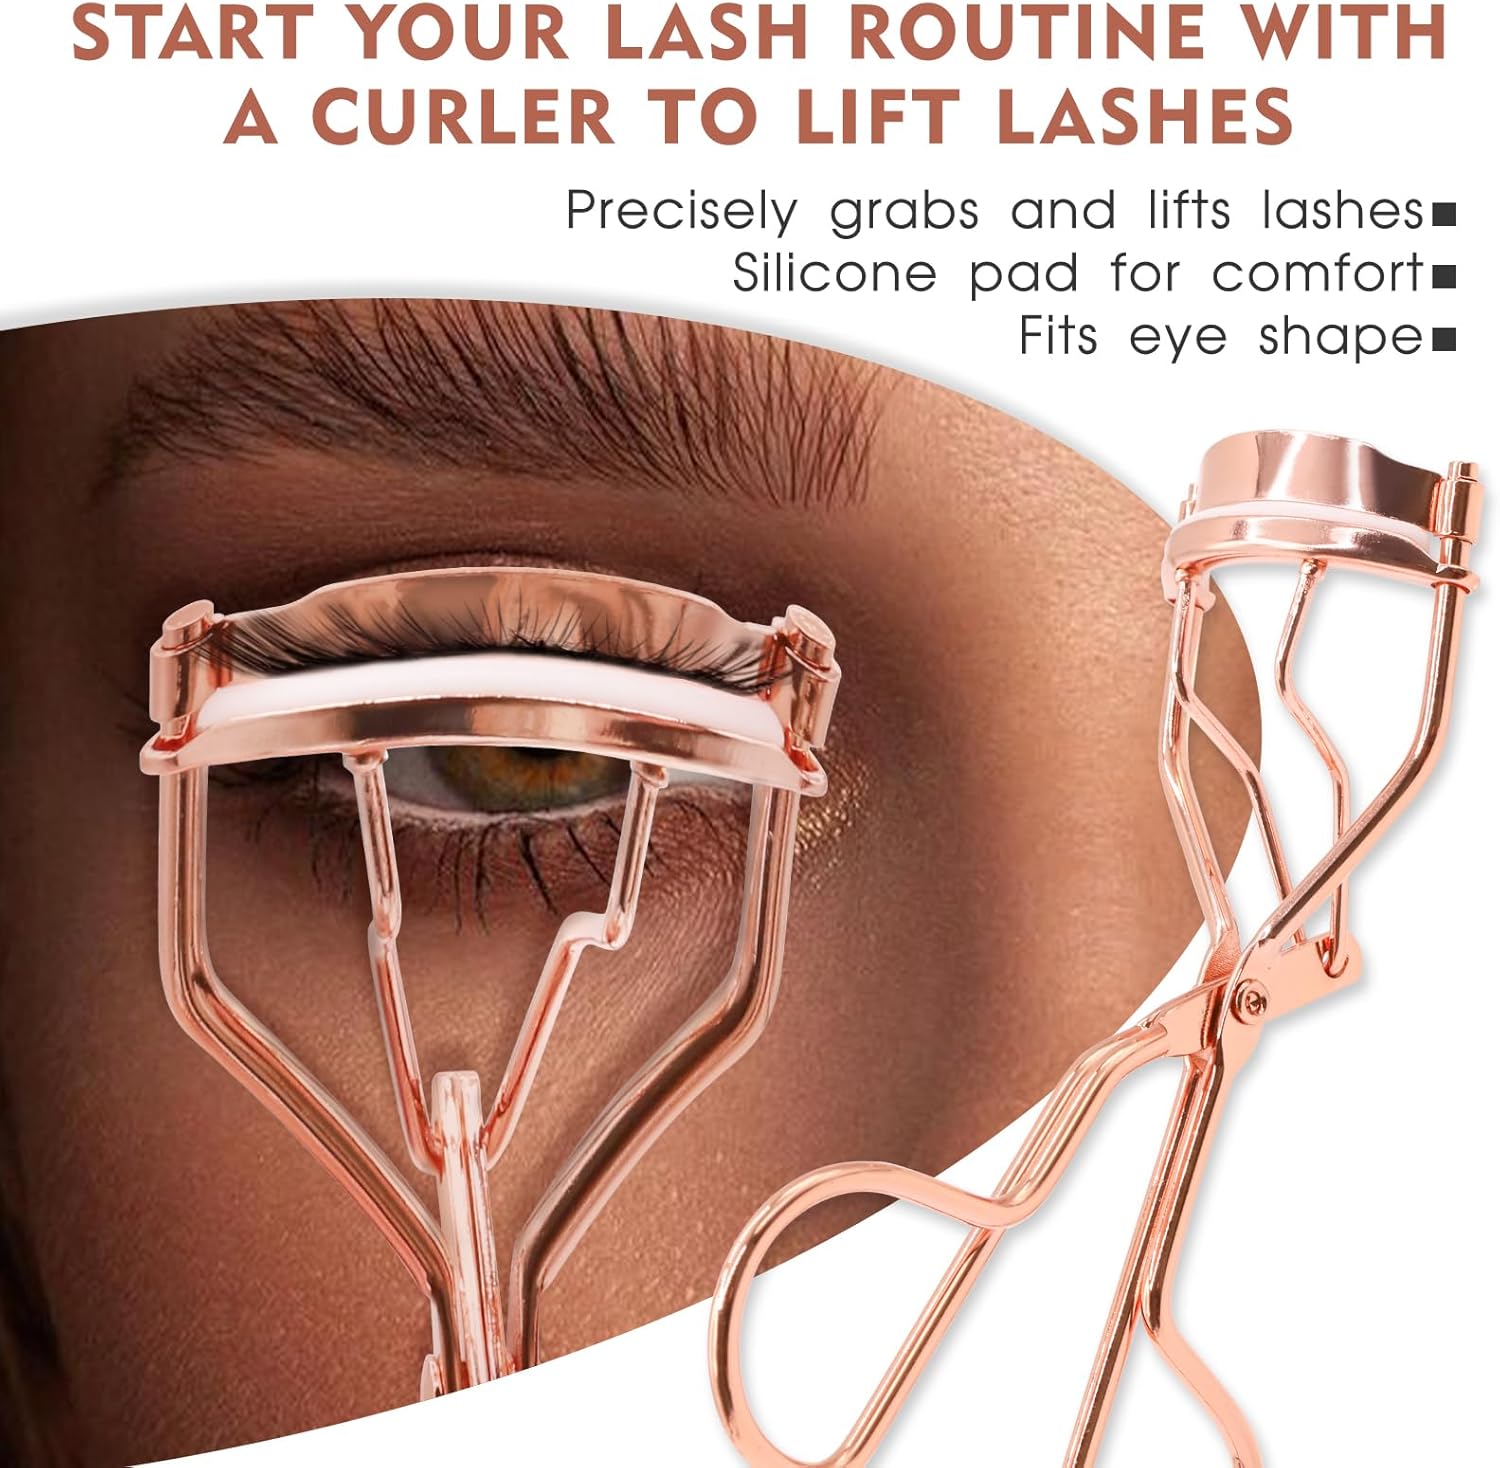 START YOUR LASH ROUTINE WITH
A CURLER TO LIFT LASHES
Precisely grabs and lifts lashes■
Silicone pad for comfort■
Fits eye shape■